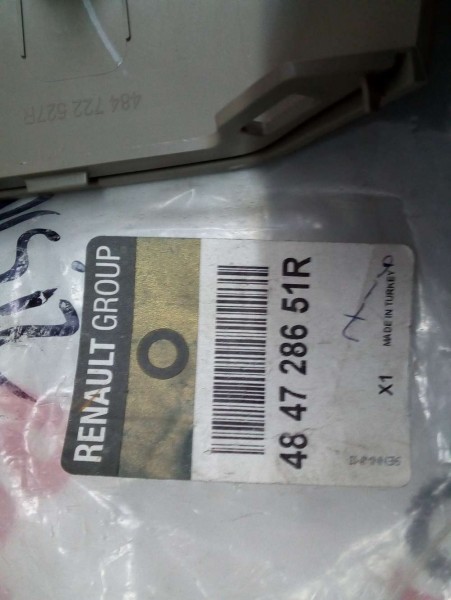 484 722 627R
RENAULT GROUP
48 47 286 51R
MADE IN TURKEY
X1